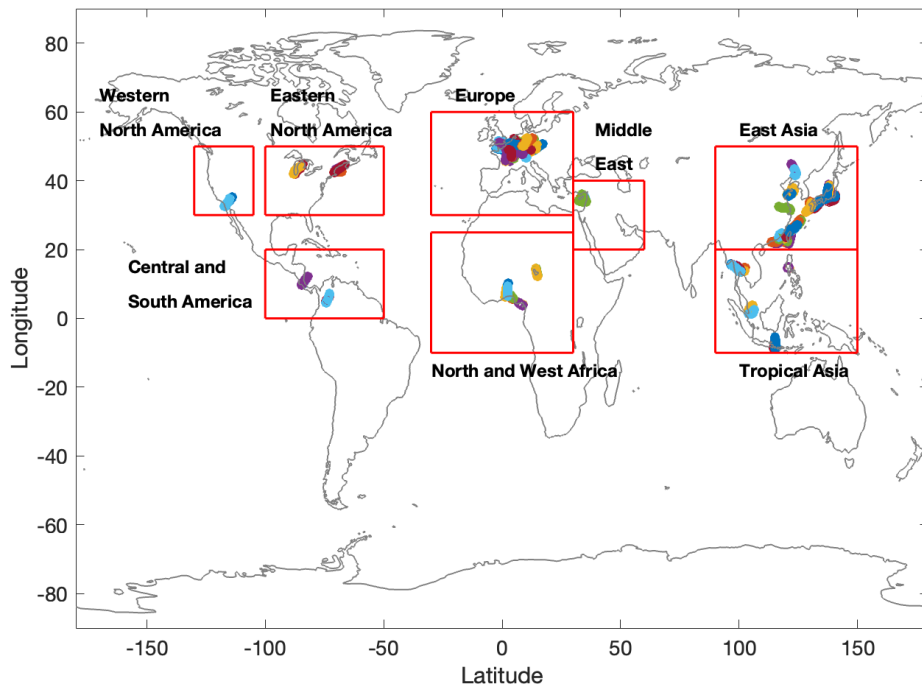 80
60
40
20
0
-20
-40
-60
-80
Longitude
Western
North America
Eastern
North America
Europe
Middle
East
East Asia
Central and
South America
North and West Africa
Tropical Asia
-150
-100
-50
0
50
100
150
Latitude